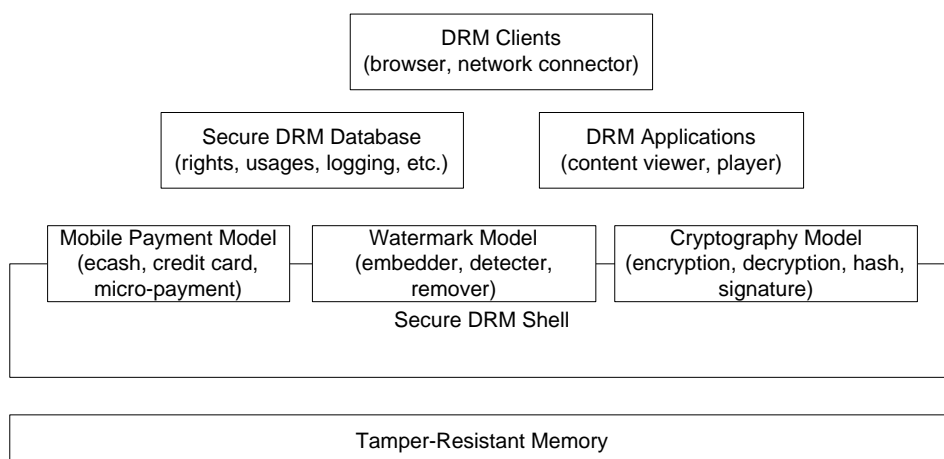 DRM Clients
(browser, network connector)
Secure DRM Database
(rights, usages, logging, etc.)
DRM Applications
(content viewer, player)
Mobile Payment Model
(ecash, credit card,
micro-payment)
Watermark Model
(embedder, detecter,
remover)
Cryptography Model
(encryption, decryption, hash,
signature)
Secure DRM Shell
Tamper-Resistant Memory